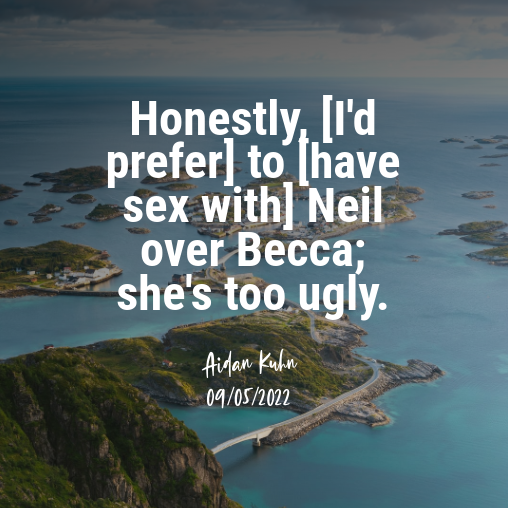 Honestly, [I'd
prefer] to [have
sex with] Neil
over Becca;
she's too ugly.
Aidan Kuhn
09/05/2022